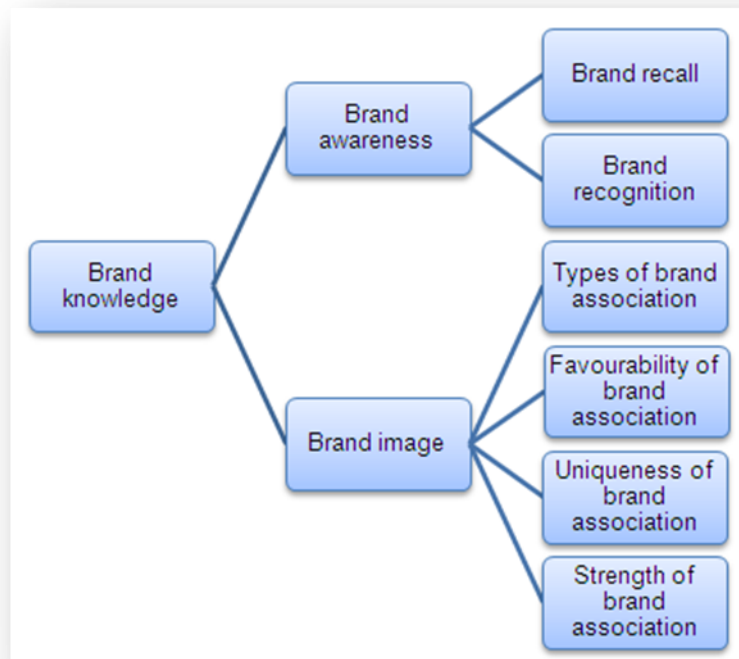 Brand recall
Brand
awareness
Brand
recognition
Brand
knowledge
Types of brand
association
Favourability of
brand
association
Brand image
Uniqueness of
brand
association
Strength of
brand
association